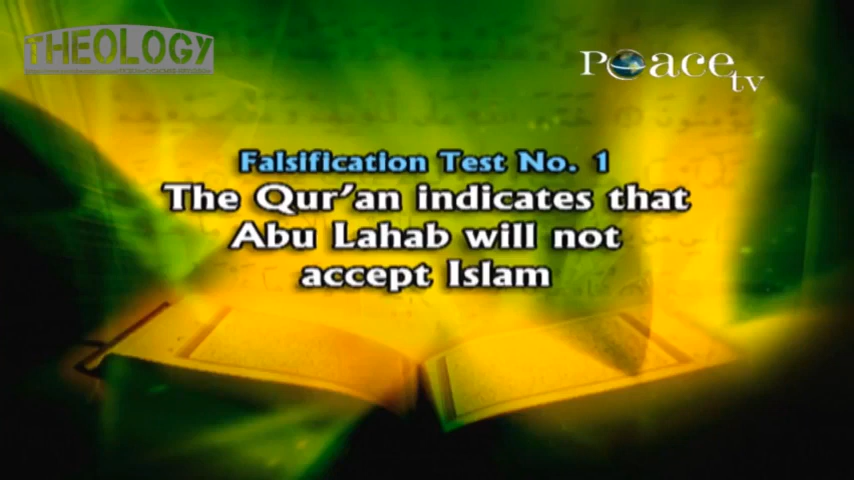 THEOLOGY
Peace
tv
Falsification Test No. 1
The Qur'an indicates that
Abu Lahab will not
accept Islam